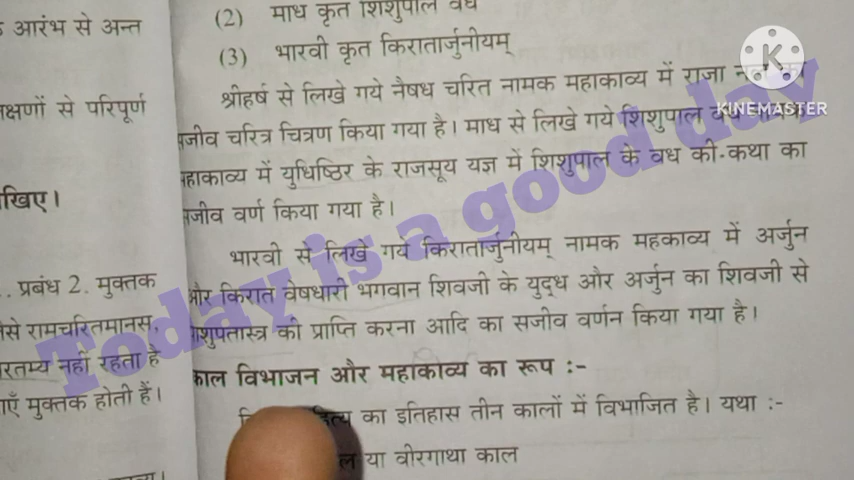 आरंभ से अन्त
लक्षणों से परिपूर्ण
खिए।
प्रबंध 2. मुक्तक
जैसे रामचरितमानस,
तारतम्य नहीं रहता है
मुक्तक होती हैं।
(2) माध कृत शिशुपाल वध
(3) भारवी कृत किरातार्जुनीयम्
श्रीहर्ष से लिखे गये नैषध चरित नामक महाकाव्य में राजा नल का
सजीव चरित्र चित्रण किया गया है। माध से लिखे गये शिशुपाल वध
महाकाव्य में युधिष्ठिर के राजसूय यज्ञ में शिशुपाल के वध की-कथा का
सजीव वर्ण किया गया है।
भारवी से लिखे गये किरातार्जुनीयम् नामक महकाव्य में अर्जुन
और किरात वेषधारी भगवान शिवजी के युद्ध और अर्जुन का शिवजी से
पाशुपतास्त्र की प्राप्ति करना आदि का सजीव वर्णन किया गया है।
काल विभाजन और महाकाव्य का रूप :-
का इतिहास तीन कालों में विभाजित है। यथा :-
या वीरगाथा काल
Today is a good day
KINEMASTER